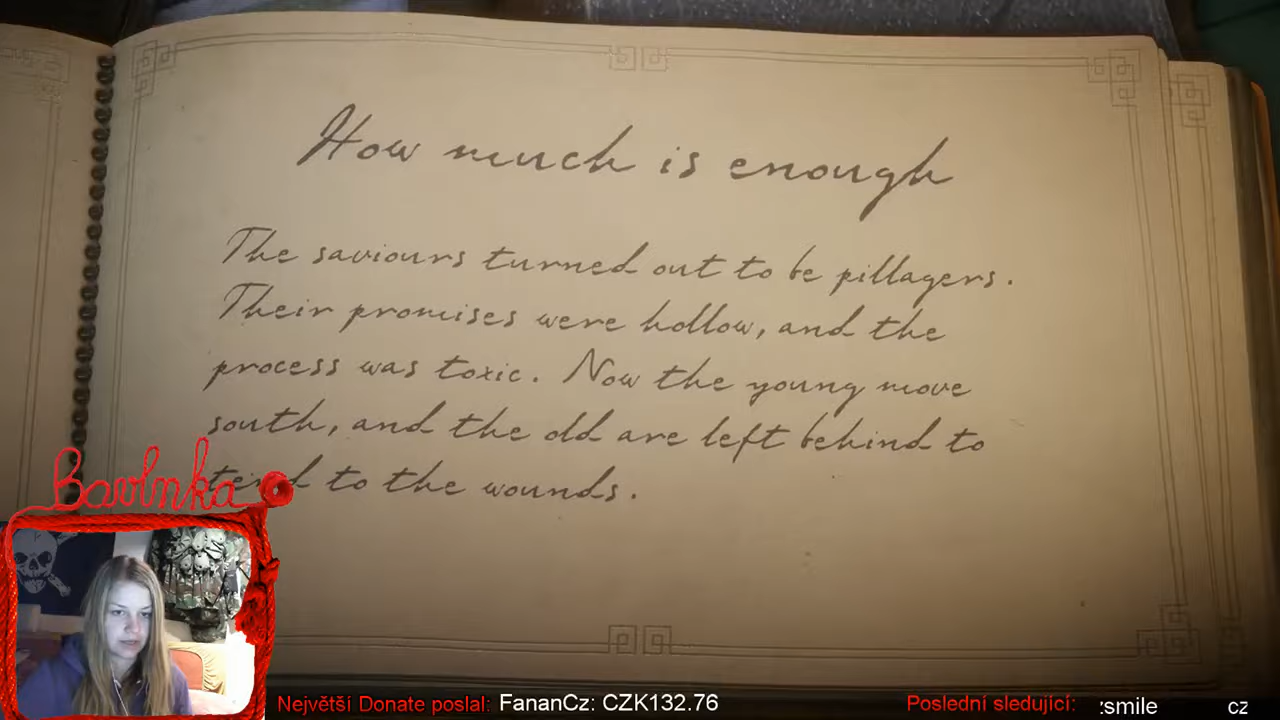 How much is enough
The saviours turned out to be pillagers.
Their promises were hollow, and the
process was toxic. Now the young move
south, and the old are left behind to
tend to the wounds.
Bavlnka
Největší Donate poslal: FananCz: CZK132.76
Poslední sledující: :smile cz